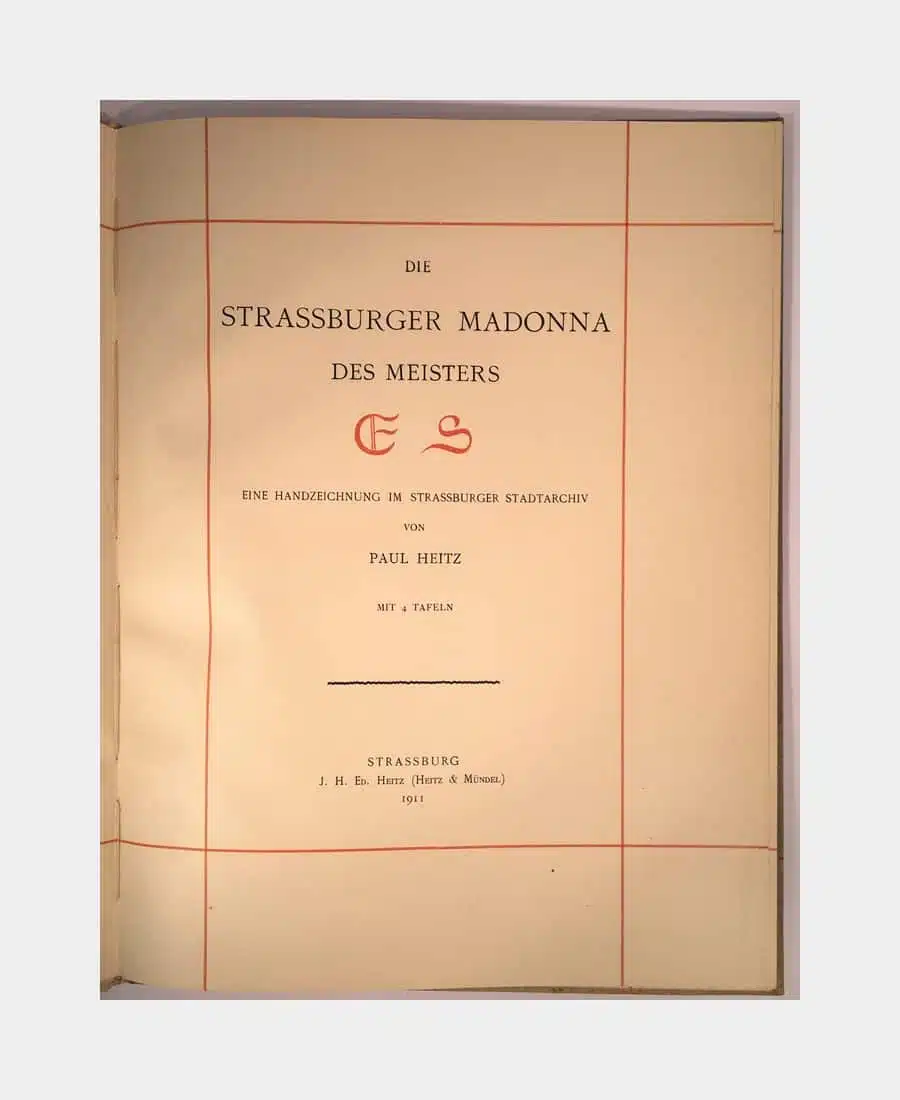 DIE
STRASSBURGER MADONNA
DES MEISTERS
E S
EINE HANDZEICHNUNG IM STRASSBURGER STADTARCHIV
VON
PAUL HEITZ
MIT 4 TAFELN
STRASSBURG
J. H. ED. HEITZ (HEITZ & MÜNDEL)
1911